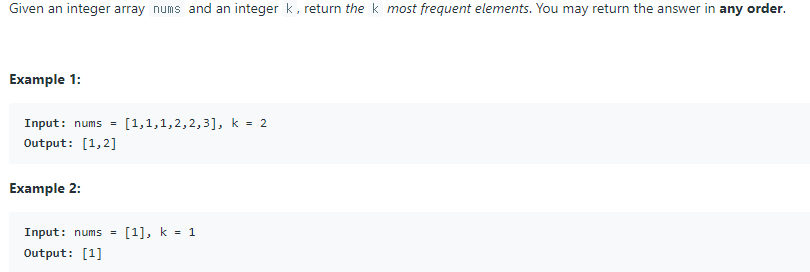 Given an integer array nums and an integer k, return the k most frequent elements. You may return the answer in any order.
Example 1:
Input: nums = [1,1,1,2,2,3], k = 2
Output: [1,2]
Example 2:
Input: nums = [1], k = 1
Output: [1]